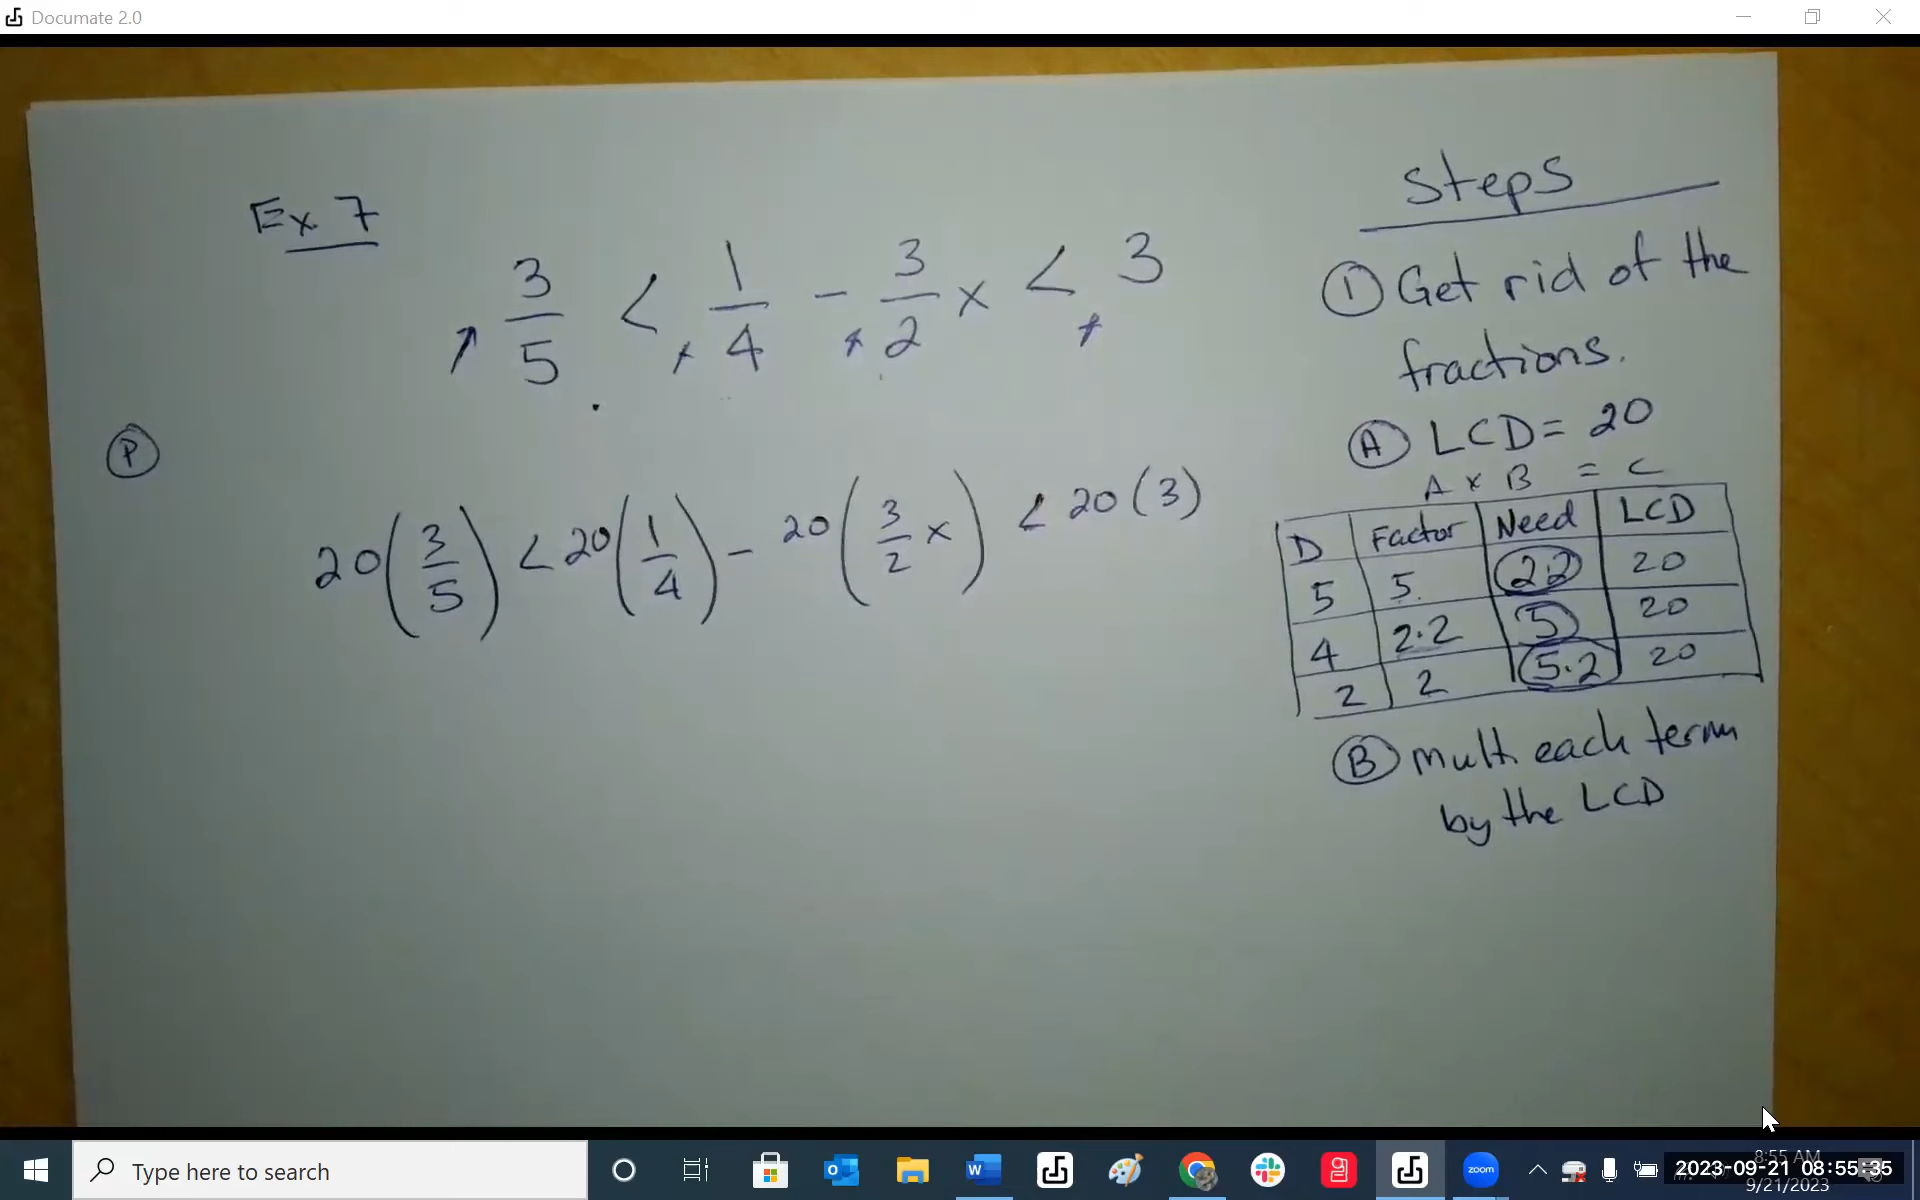 Documate 2.0
Ex 7
3/5 < 1/4 - 3/2 x < 3
P
20(3/5) < 20(1/4) - 20(3/2 x) < 20(3)
Steps
① Get rid of the
fractions.
Ⓐ LCD = 20
A x B = C
D Factor Need LCD
5 5. 2·2 20
4 2·2 5 20
2 2 5·2 20
Ⓑ mult each term
by the LCD
Type here to search
zoom
8:55 AM
2023-09-21 08:55:35
9/21/2023